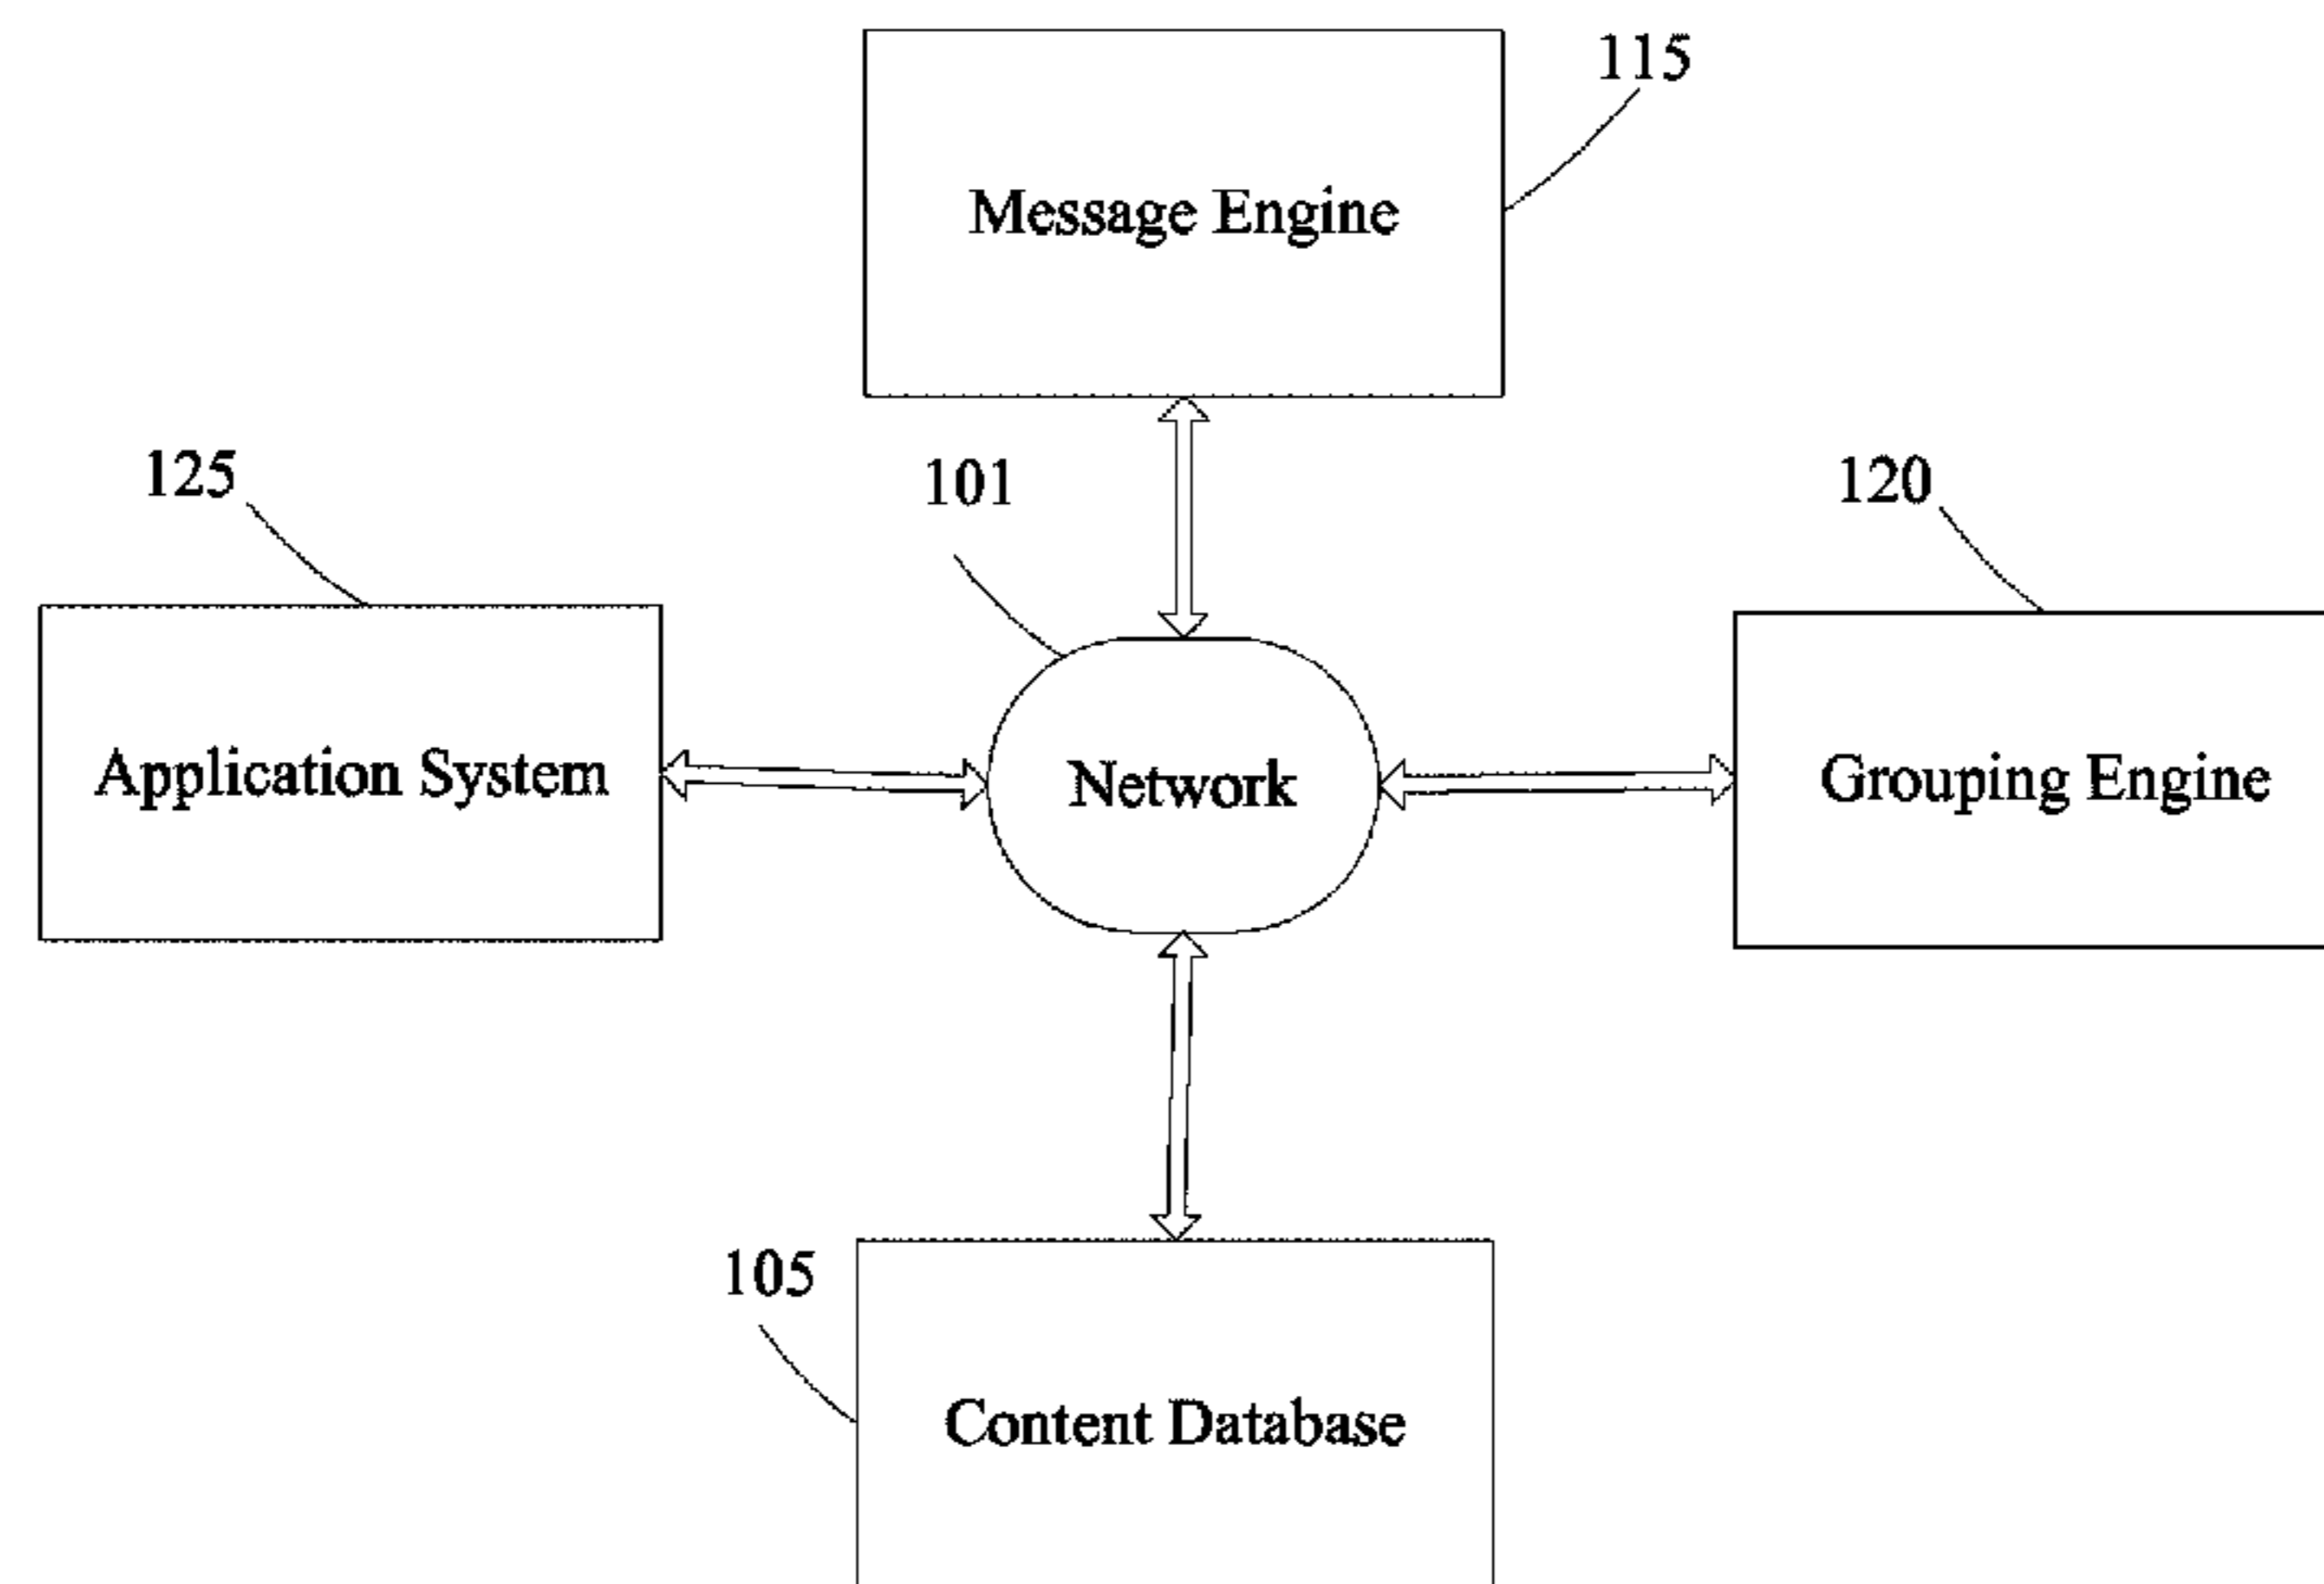 115
Message Engine
125
101
120
Application System
Network
Grouping Engine
105
Content Database